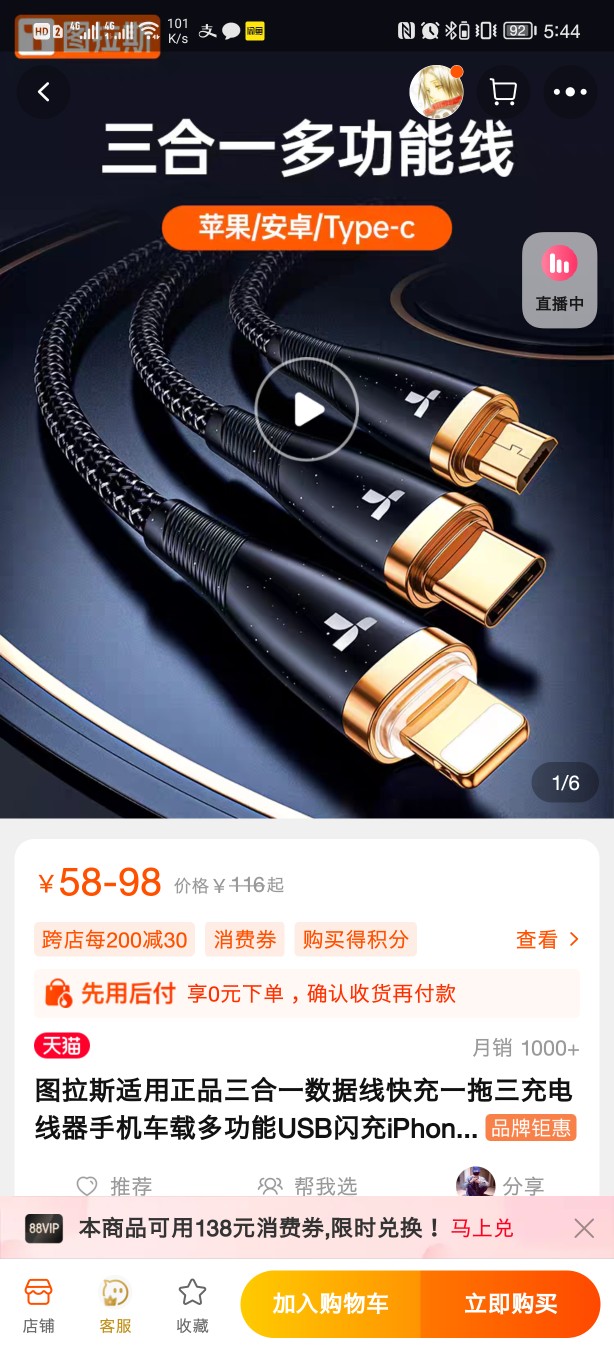 HD 2 4G 4G 101 K/s 支 闲鱼 92 5:44
图拉斯
三合一多功能线
苹果/安卓/Type-c
直播中
1/6
¥58-98 价格¥116起
跨店每200减30 消费券 购买得积分 查看
先用后付 享0元下单，确认收货再付款
天猫 月销 1000+
图拉斯适用正品三合一数据线快充一拖三充电
线器手机车载多功能USB闪充iPhon... 品牌钜惠
推荐 帮我选 分享
88VIP 本商品可用138元消费券,限时兑换！马上兑
店铺 客服 收藏 加入购物车 立即购买